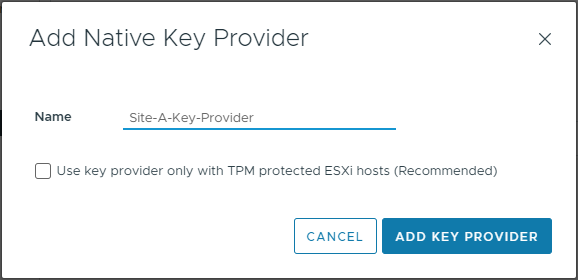 Add Native Key Provider
Name Site-A-Key-Provider
Use key provider only with TPM protected ESXi hosts (Recommended)
CANCEL ADD KEY PROVIDER